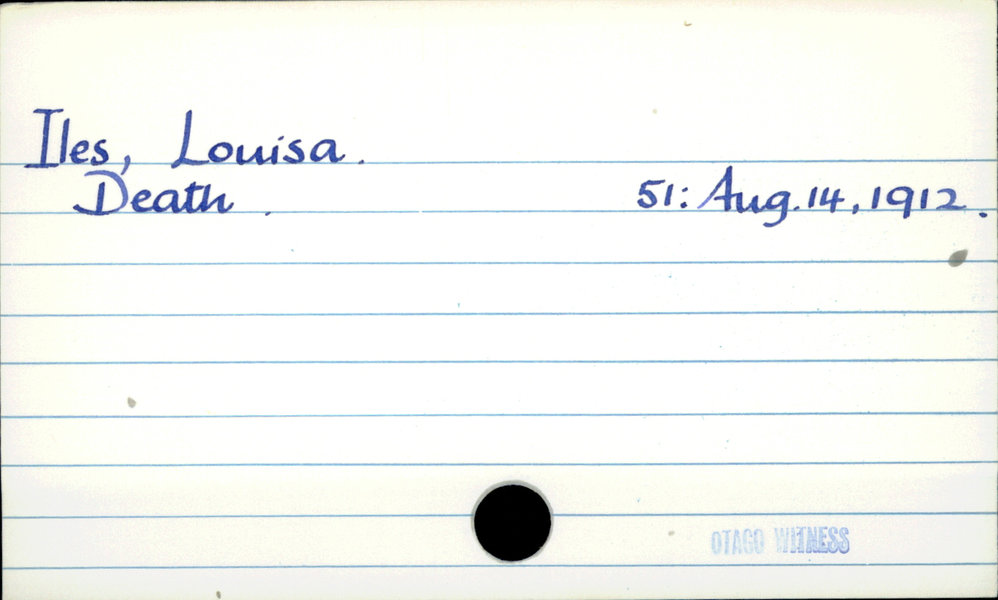 Iles, Louisa.
Death. 51: Aug. 14, 1912.
OTAGO WITNESS